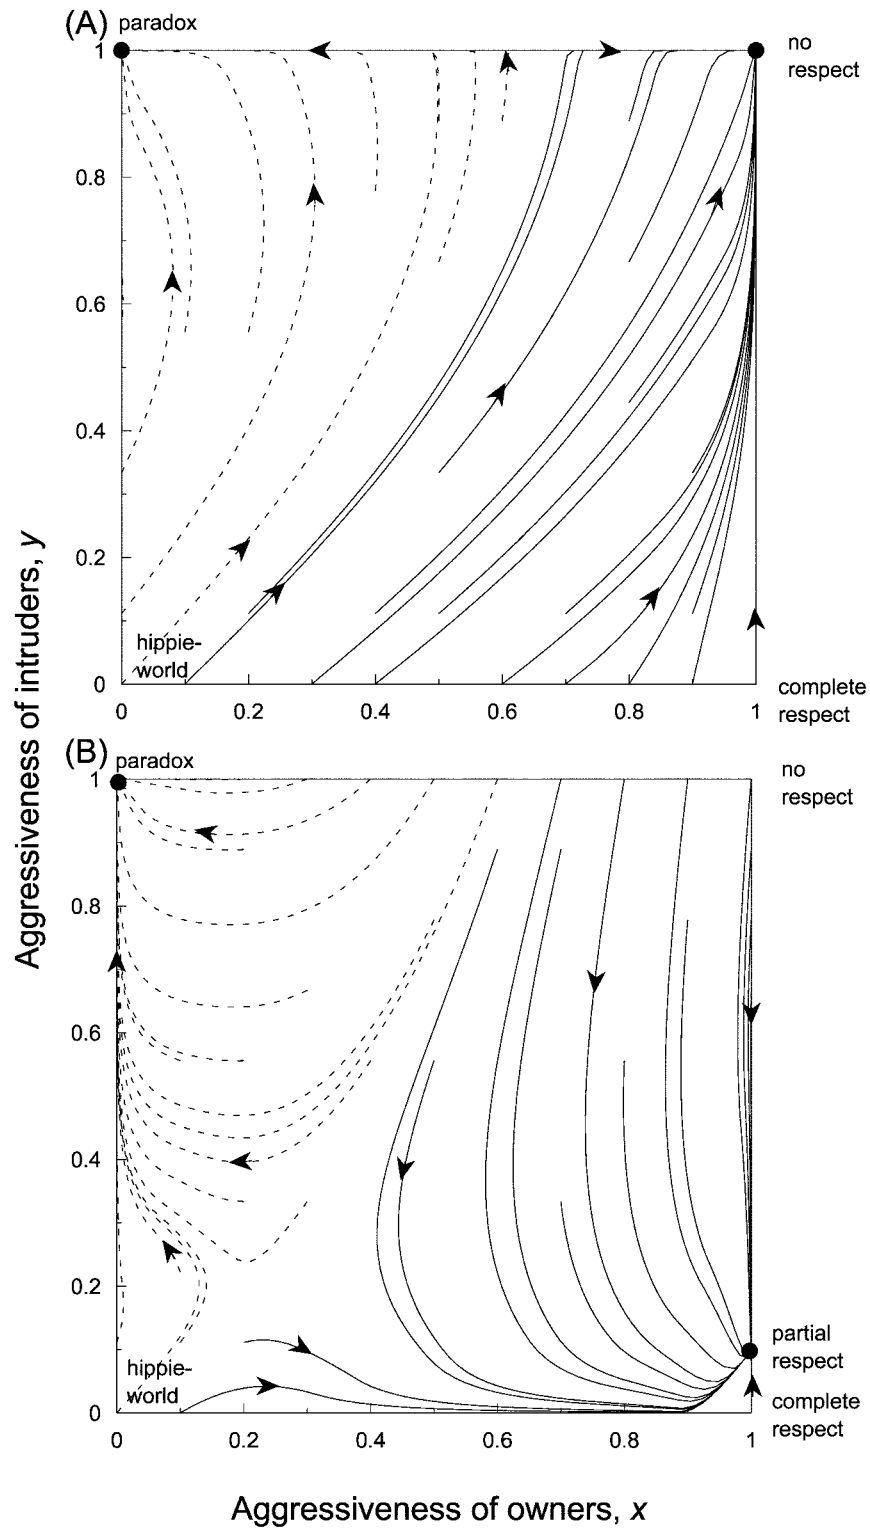 (A)
paradox
no
respect
1
0.8
0.6
0.4
0.2
0
hippie-
world
complete
respect
0
0.2
0.4
0.6
0.8
1
Aggressiveness of intruders, y
(B)
paradox
no
respect
1
0.8
0.6
0.4
0.2
0
hippie-
world
partial
respect
complete
respect
0
0.2
0.4
0.6
0.8
1
Aggressiveness of owners, x